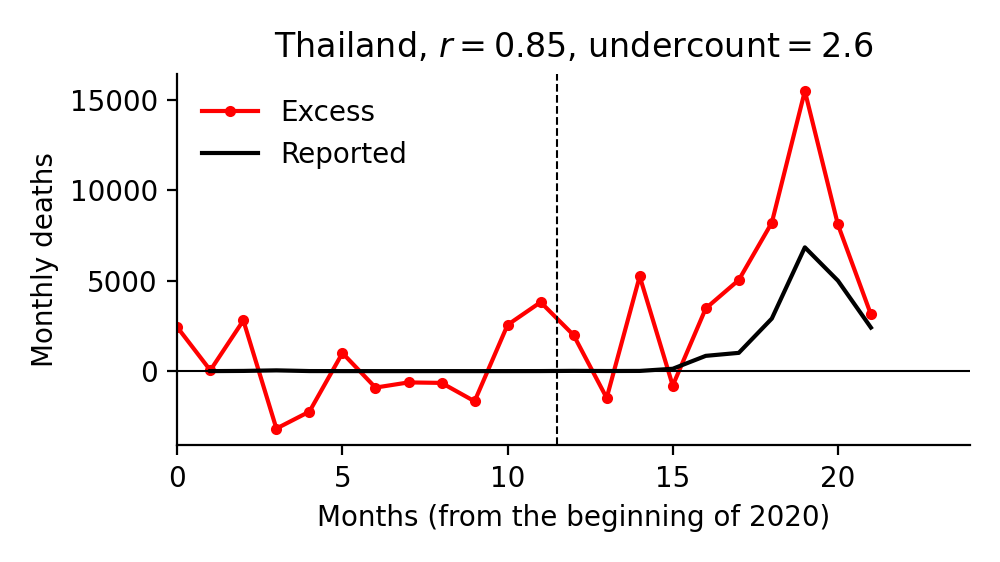 Thailand, r = 0.85, undercount = 2.6
Excess
Reported
Monthly deaths
15000
10000
5000
0
0 5 10 15 20
Months (from the beginning of 2020)